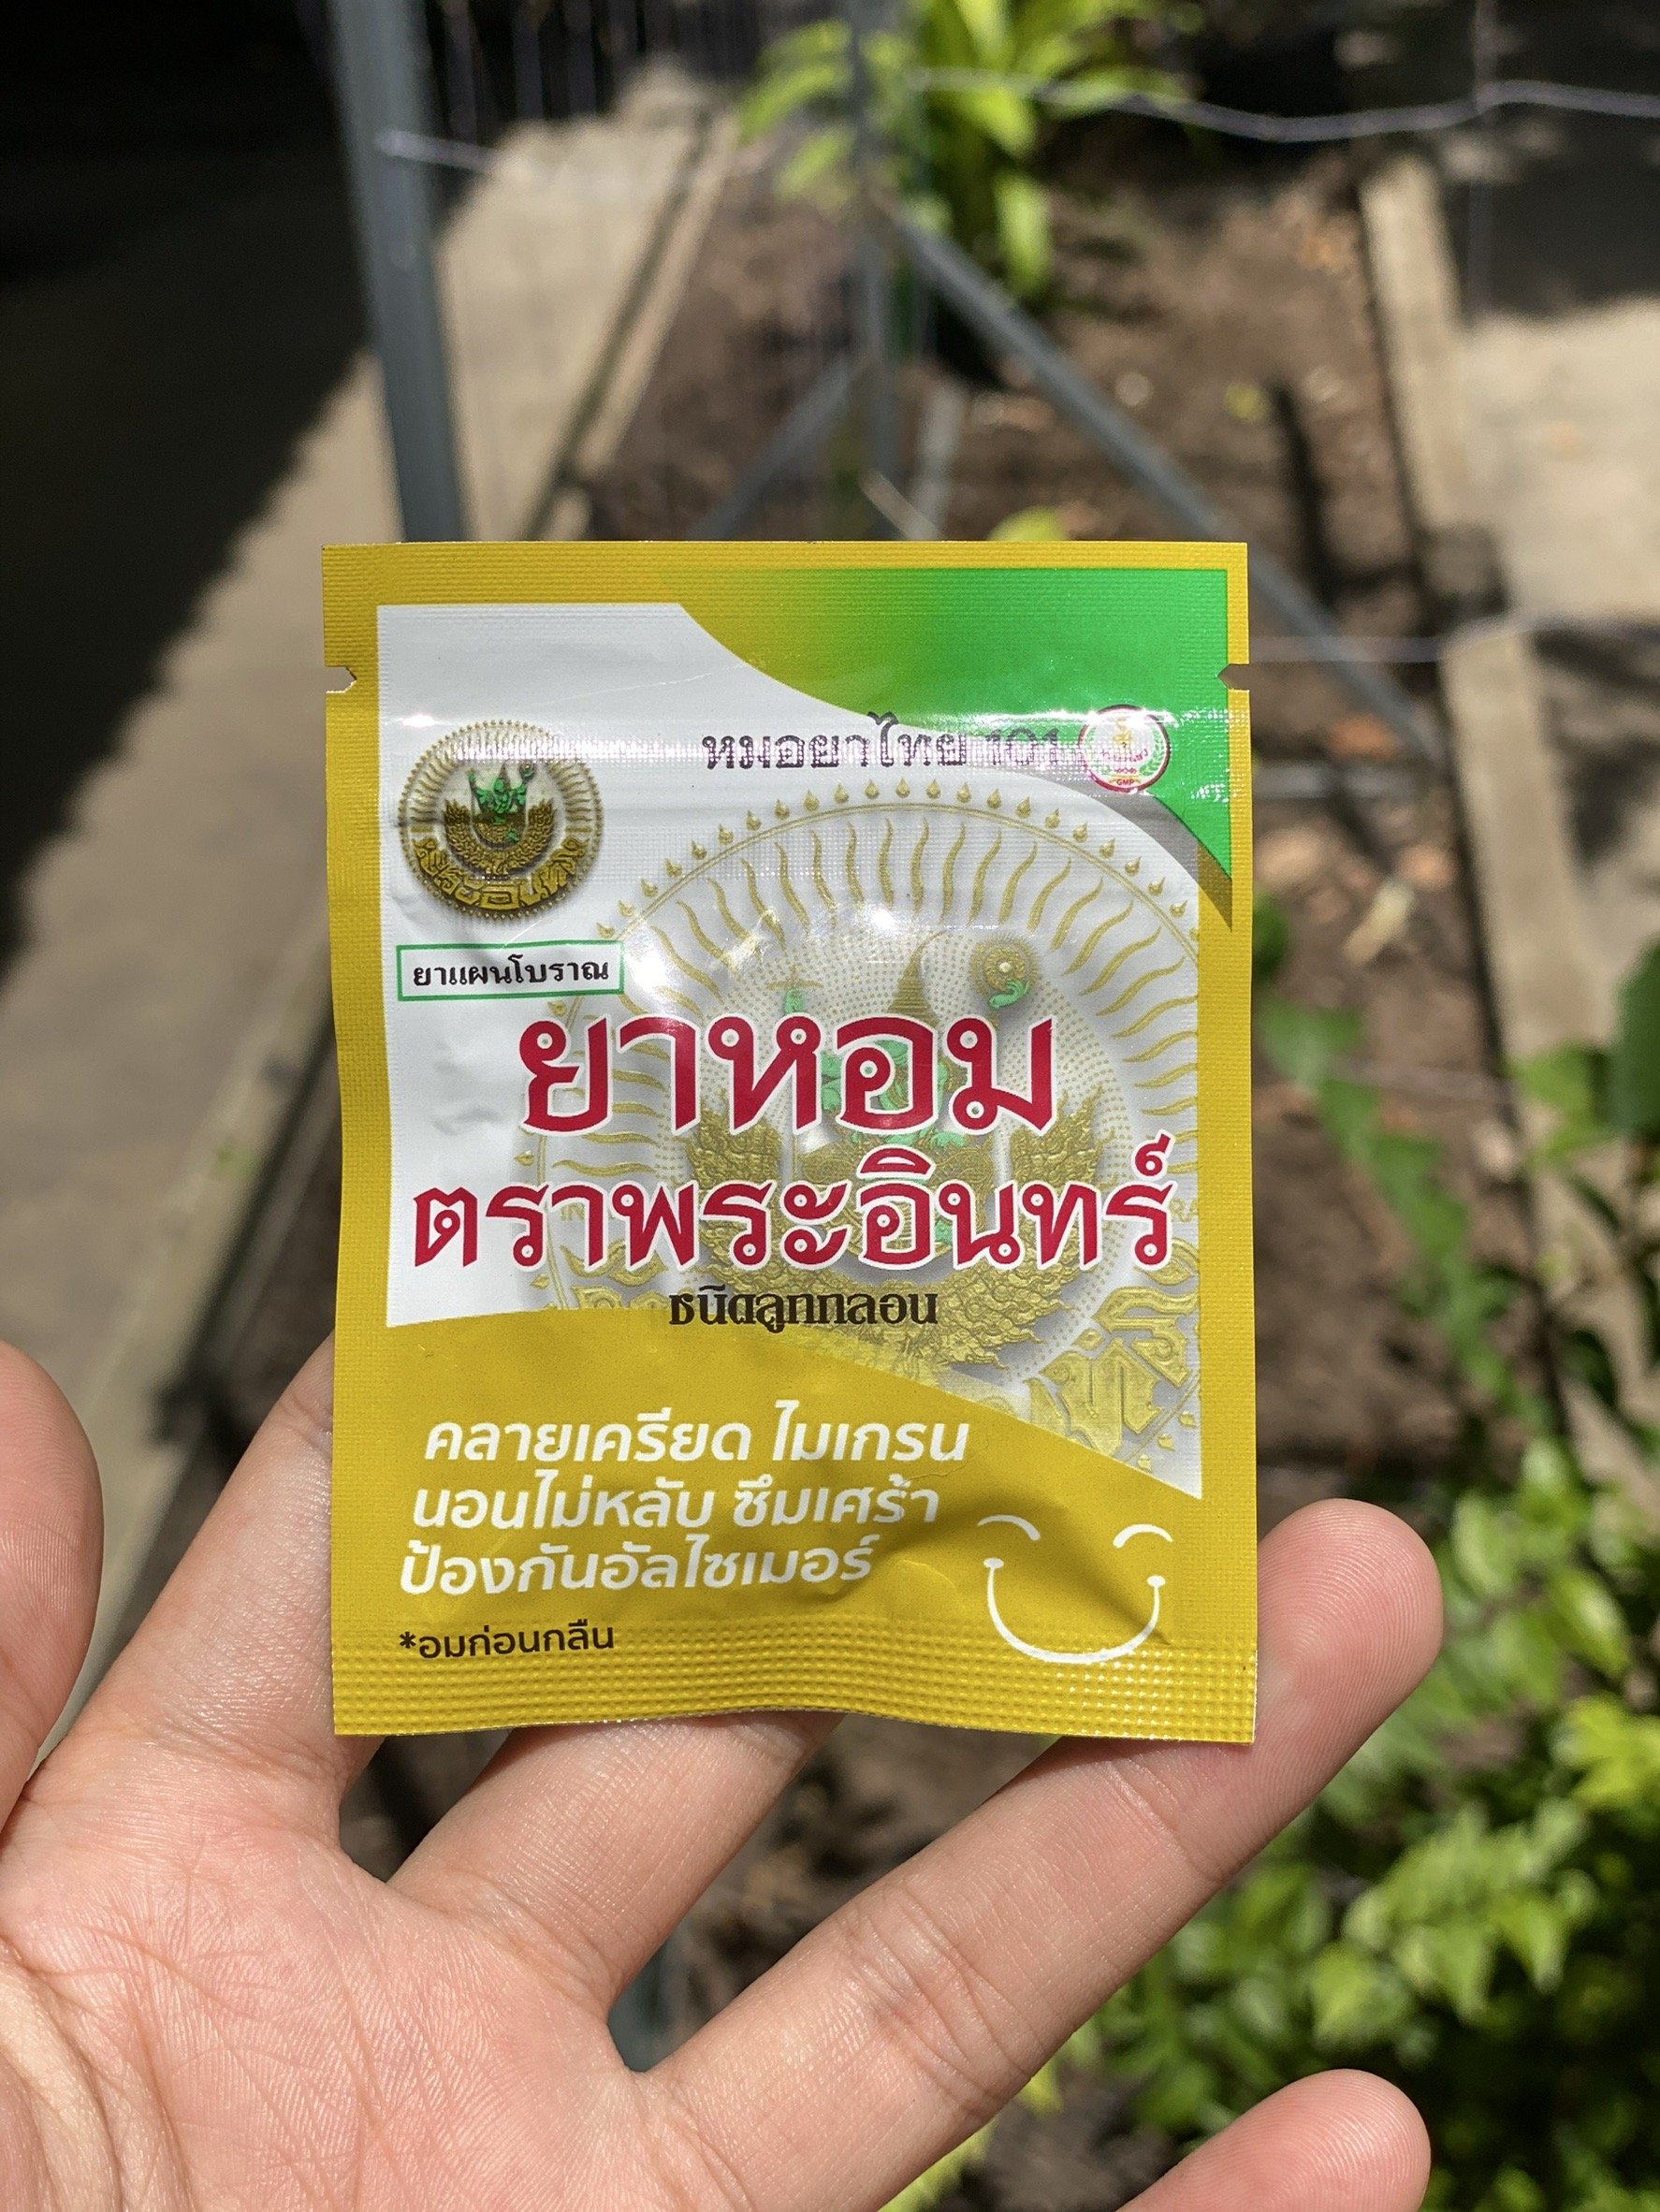 หมอยาไทย 101
GMP
ยาแผนโบราณ
ยาหอม
ตราพระอินทร์
ชนิดลูกกลอน
คลายเครียด ไมเกรน
นอนไม่หลับ ซึมเศร้า
ป้องกันอัลไซเมอร์
*อมก่อนกลืน